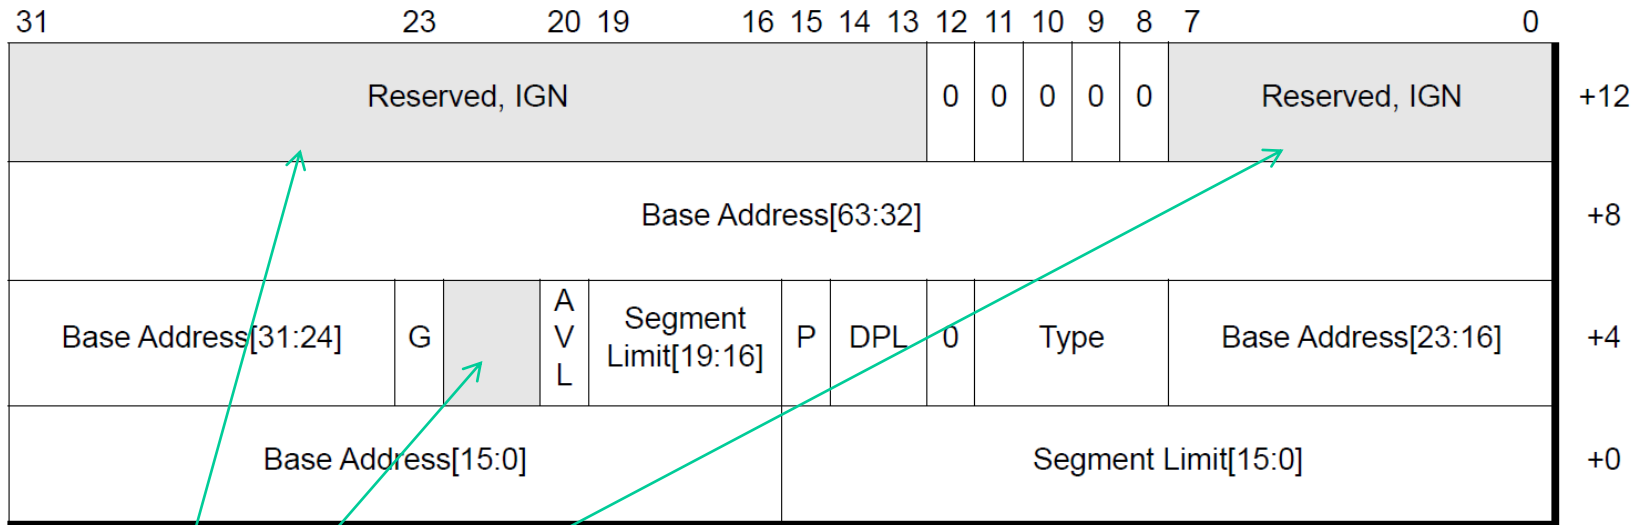 31 23 20 19 16 15 14 13 12 11 10 9 8 7 0
Reserved, IGN 0 0 0 0 0 Reserved, IGN +12
Base Address[63:32] +8
Base Address[31:24] G A V L Segment Limit[19:16] P DPL 0 Type Base Address[23:16] +4
Base Address[15:0] Segment Limit[15:0] +0